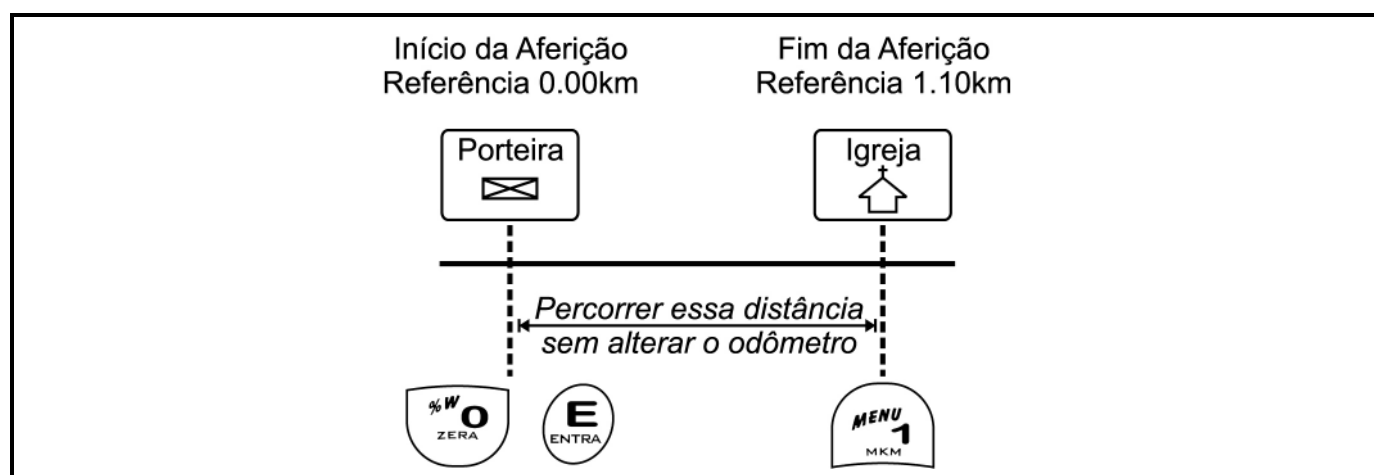 Início da Aferição
Referência 0.00km
Fim da Aferição
Referência 1.10km
Porteira
Igreja
Percorrer essa distância
sem alterar o odômetro
%W
0
ZERA
E
ENTRA
MENU
1
MKM